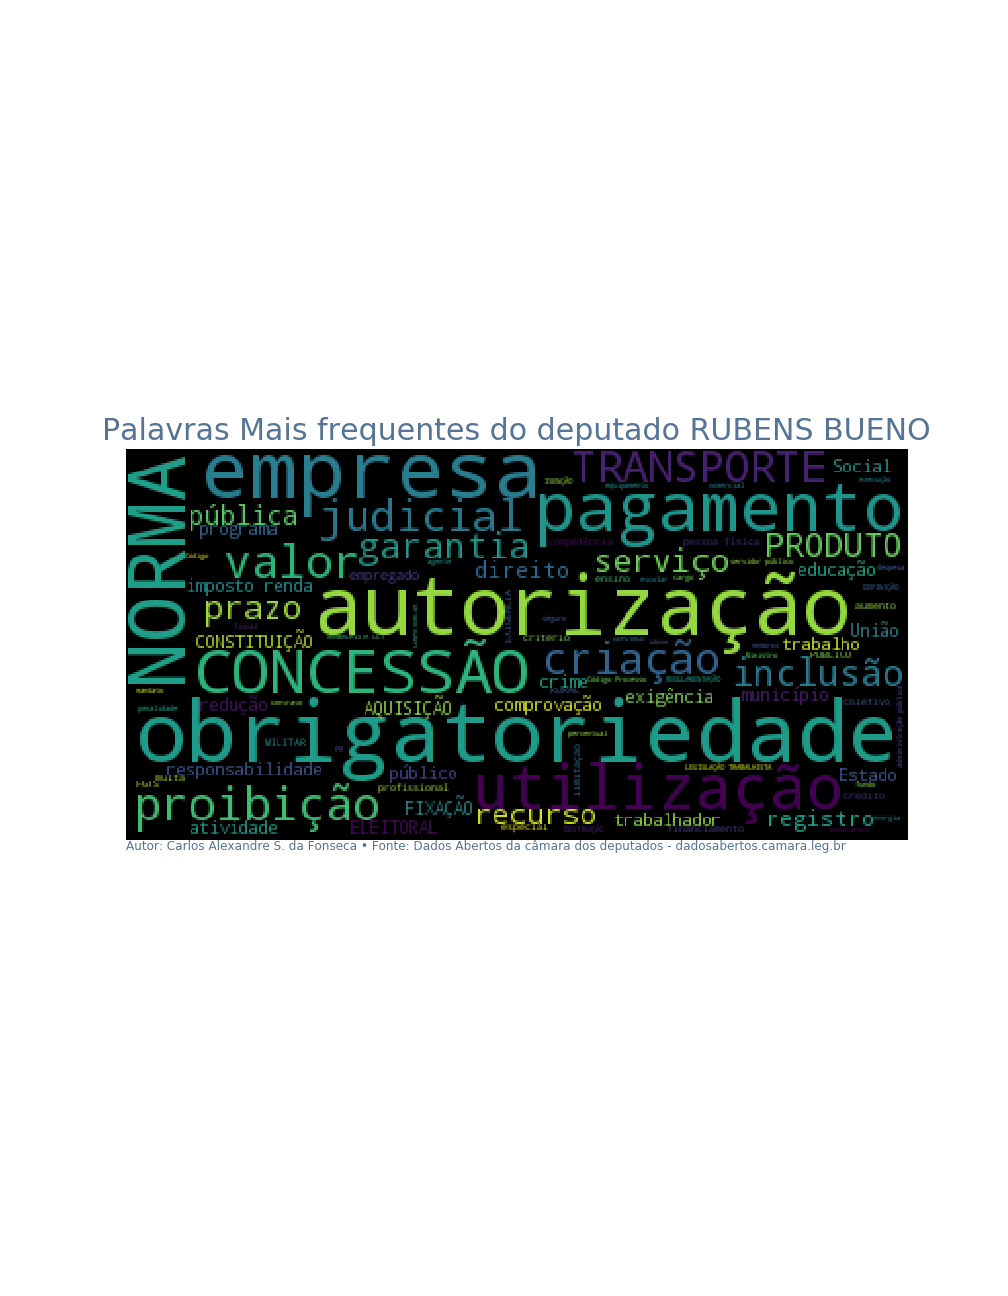 Palavras Mais frequentes do deputado RUBENS BUENO
NORMA
empresa
TRANSPORTE
Social
pública
programa
judicial
pagamento
garantia
competência
pessoa física
PRODUTO
valor
empregado
direito
serviço
servidor público
educação
imposto renda
ensino
escolar
cargo
prazo
autorização
aumento
CONSTITUIÇÃO
critério
União
trabalho
CONCESSÃO
criação
inclusão
crime
Código Processo
exigência
município
coletivo
redução
AQUISIÇÃO
comprovação
obrigatoriedade
MILITAR
percentual
responsabilidade
público
LEGISLAÇÃO TRABALHISTA
Estado
multa
profissional
utilização
crédito
proibição
FIXAÇÃO
recurso
trabalhador
registro
atividade
ELEITORAL
especial
financiamento
Autor: Carlos Alexandre S. da Fonseca • Fonte: Dados Abertos da câmara dos deputados - dadosabertos.camara.leg.br